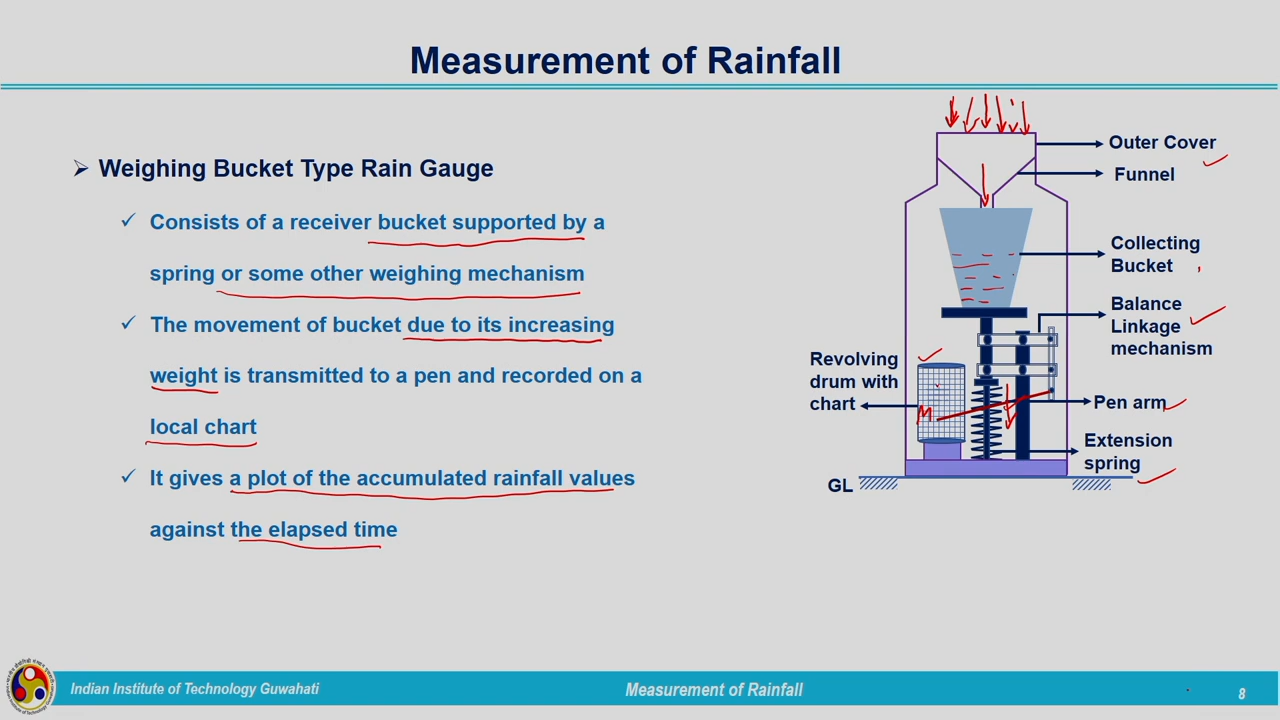 Measurement of Rainfall
➢ Weighing Bucket Type Rain Gauge
✓ Consists of a receiver bucket supported by a
spring or some other weighing mechanism
✓ The movement of bucket due to its increasing
weight is transmitted to a pen and recorded on a
local chart
✓ It gives a plot of the accumulated rainfall values
against the elapsed time
Outer Cover
Funnel
Collecting
Bucket
Balance
Linkage
mechanism
Revolving
drum with
chart
Pen arm
Extension
spring
GL
Indian Institute of Technology Guwahati
Measurement of Rainfall
8